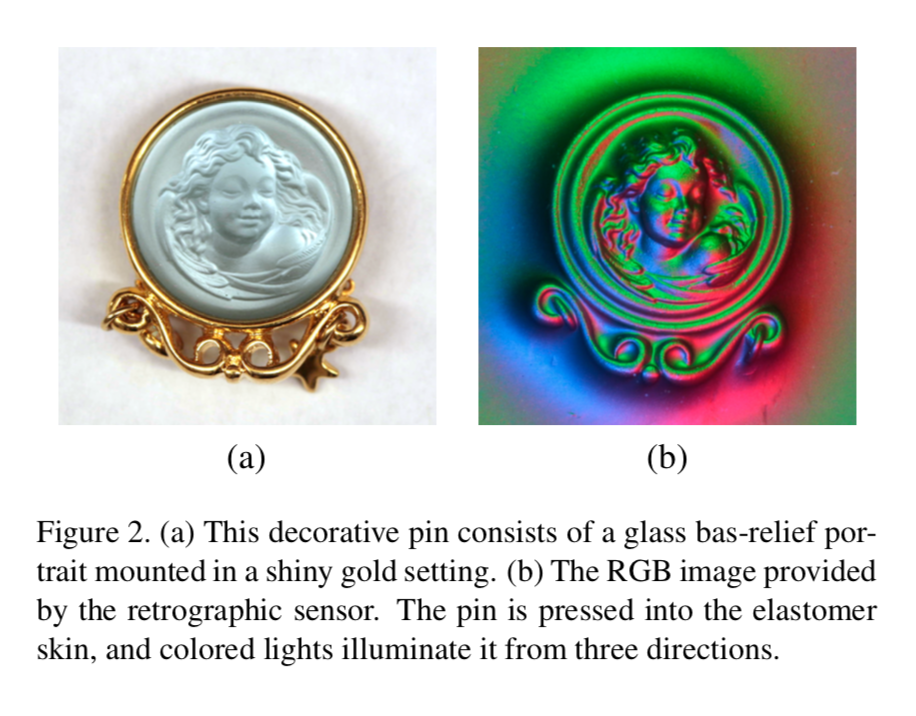 (a)
(b)
Figure 2. (a) This decorative pin consists of a glass bas-relief por-
trait mounted in a shiny gold setting. (b) The RGB image provided
by the retrographic sensor. The pin is pressed into the elastomer
skin, and colored lights illuminate it from three directions.